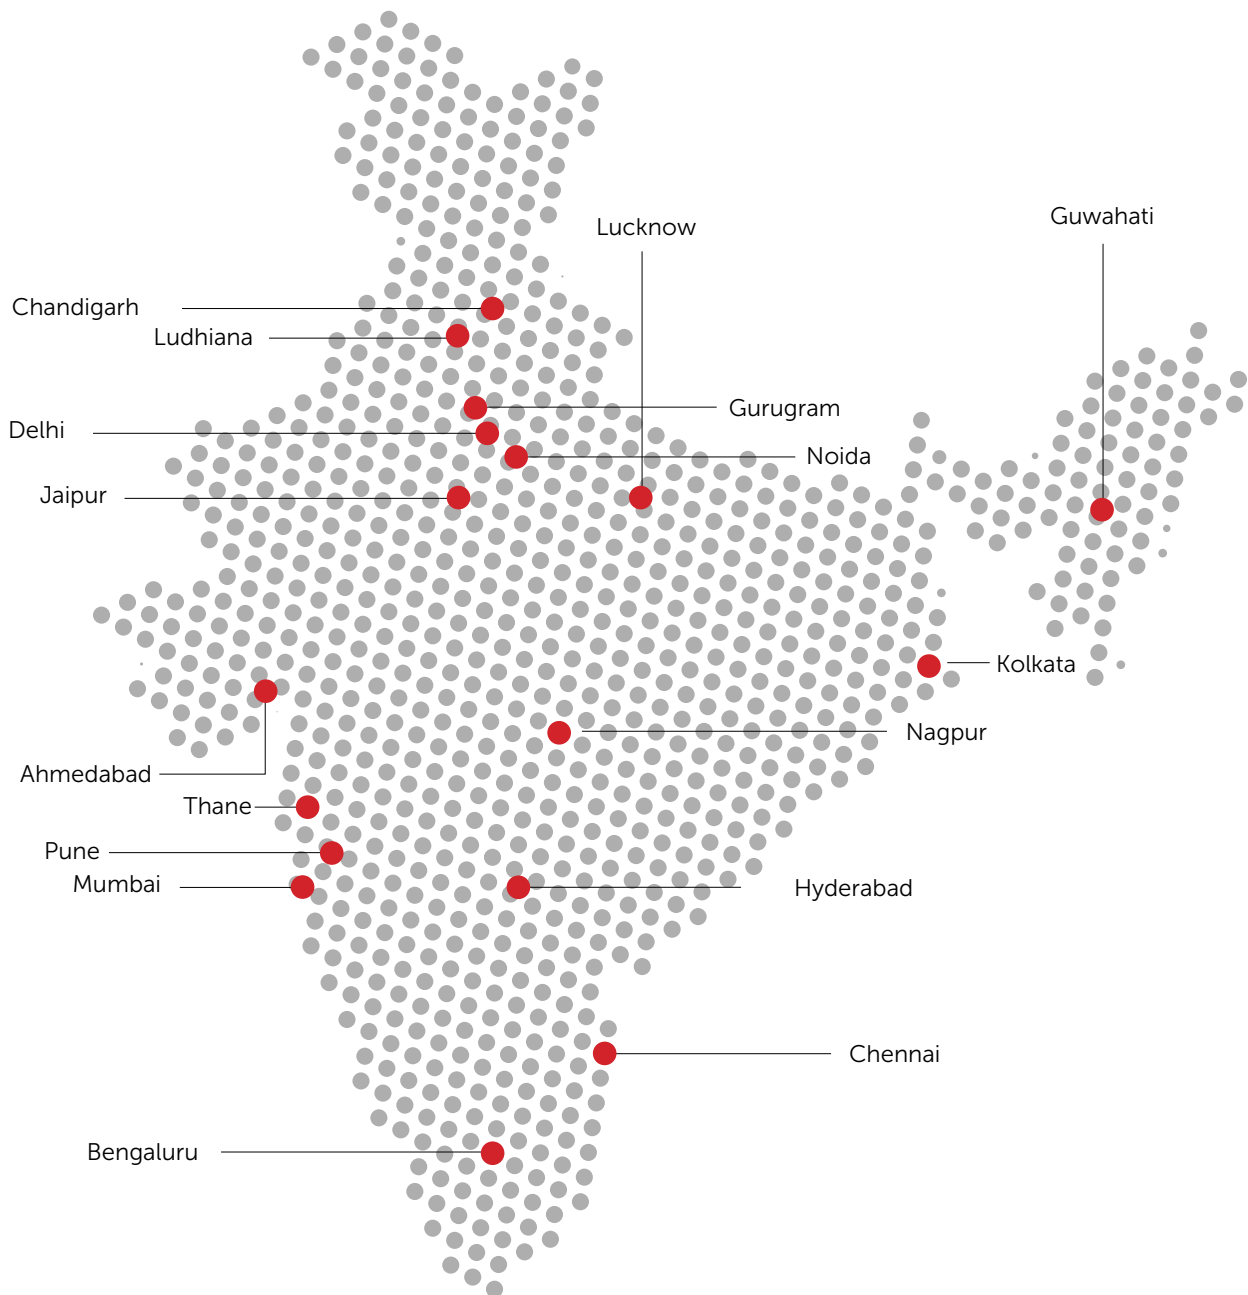 Lucknow
Guwahati
Chandigarh
Ludhiana
Gurugram
Delhi
Noida
Jaipur
Kolkata
Nagpur
Ahmedabad
Thane
Pune
Mumbai
Hyderabad
Chennai
Bengaluru